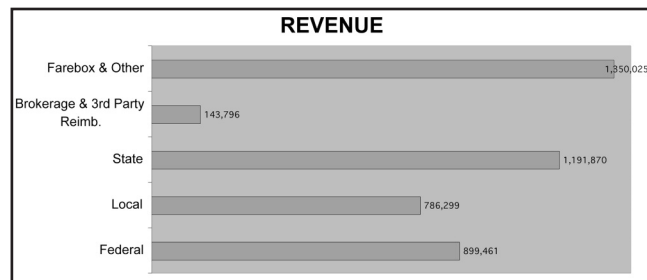 REVENUE
Farebox & Other
1,350,025
Brokerage & 3rd Party
Reimb.
143,796
State
1,191,870
Local
786,299
Federal
899,461